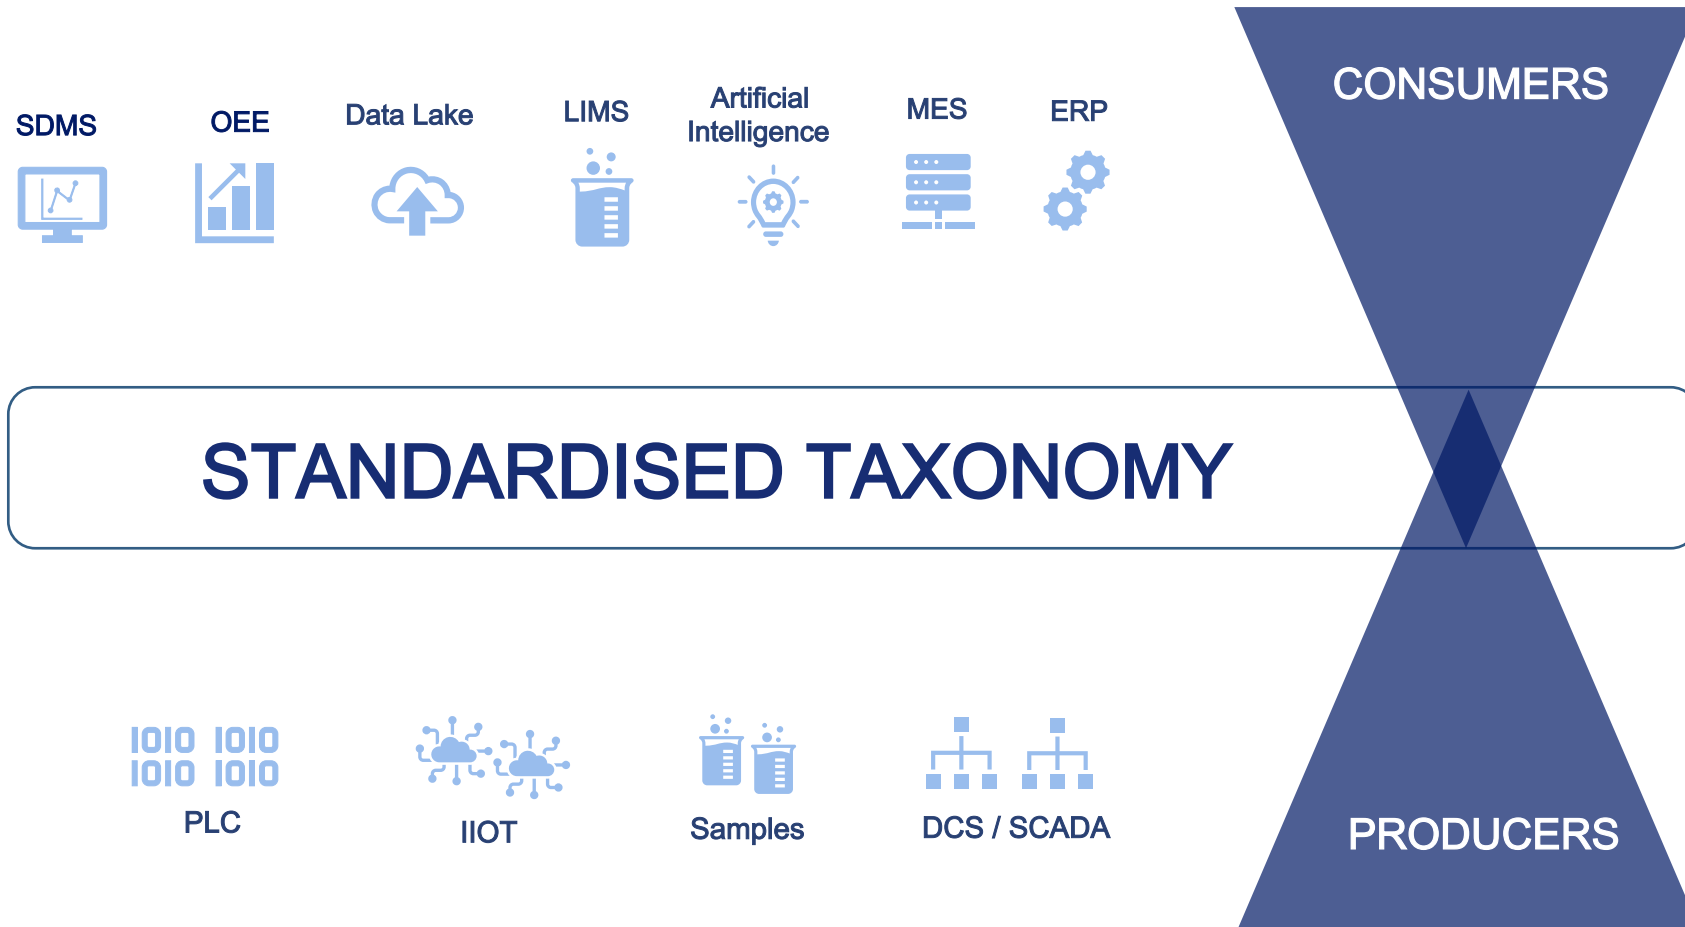 CONSUMERS
SDMS
OEE
Data Lake
LIMS
Artificial
Intelligence
MES
ERP
STANDARDISED TAXONOMY
1010 1010
1010 1010
PLC
IIOT
Samples
DCS / SCADA
PRODUCERS